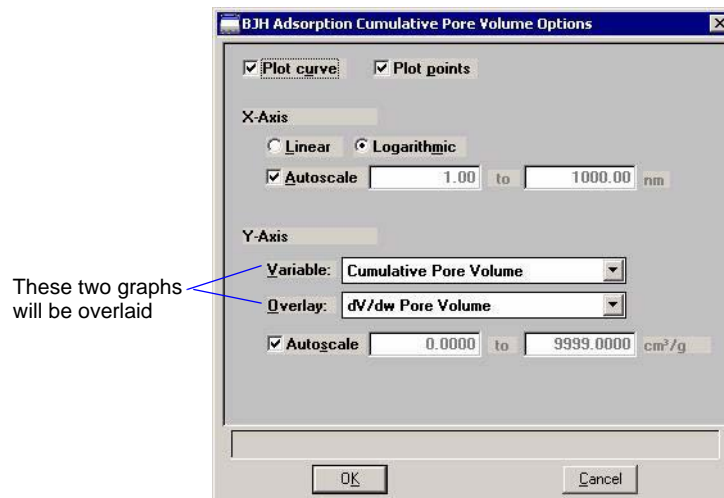 BJH Adsorption Cumulative Pore Volume Options
Plot curve Plot points
X-Axis
Linear Logarithmic
Autoscale 1.00 to 1000.00 nm
Y-Axis
Variable: Cumulative Pore Volume
Overlay: dV/dw Pore Volume
Autoscale 0.0000 to 9999.0000 cm³/g
These two graphs
will be overlaid
OK Cancel